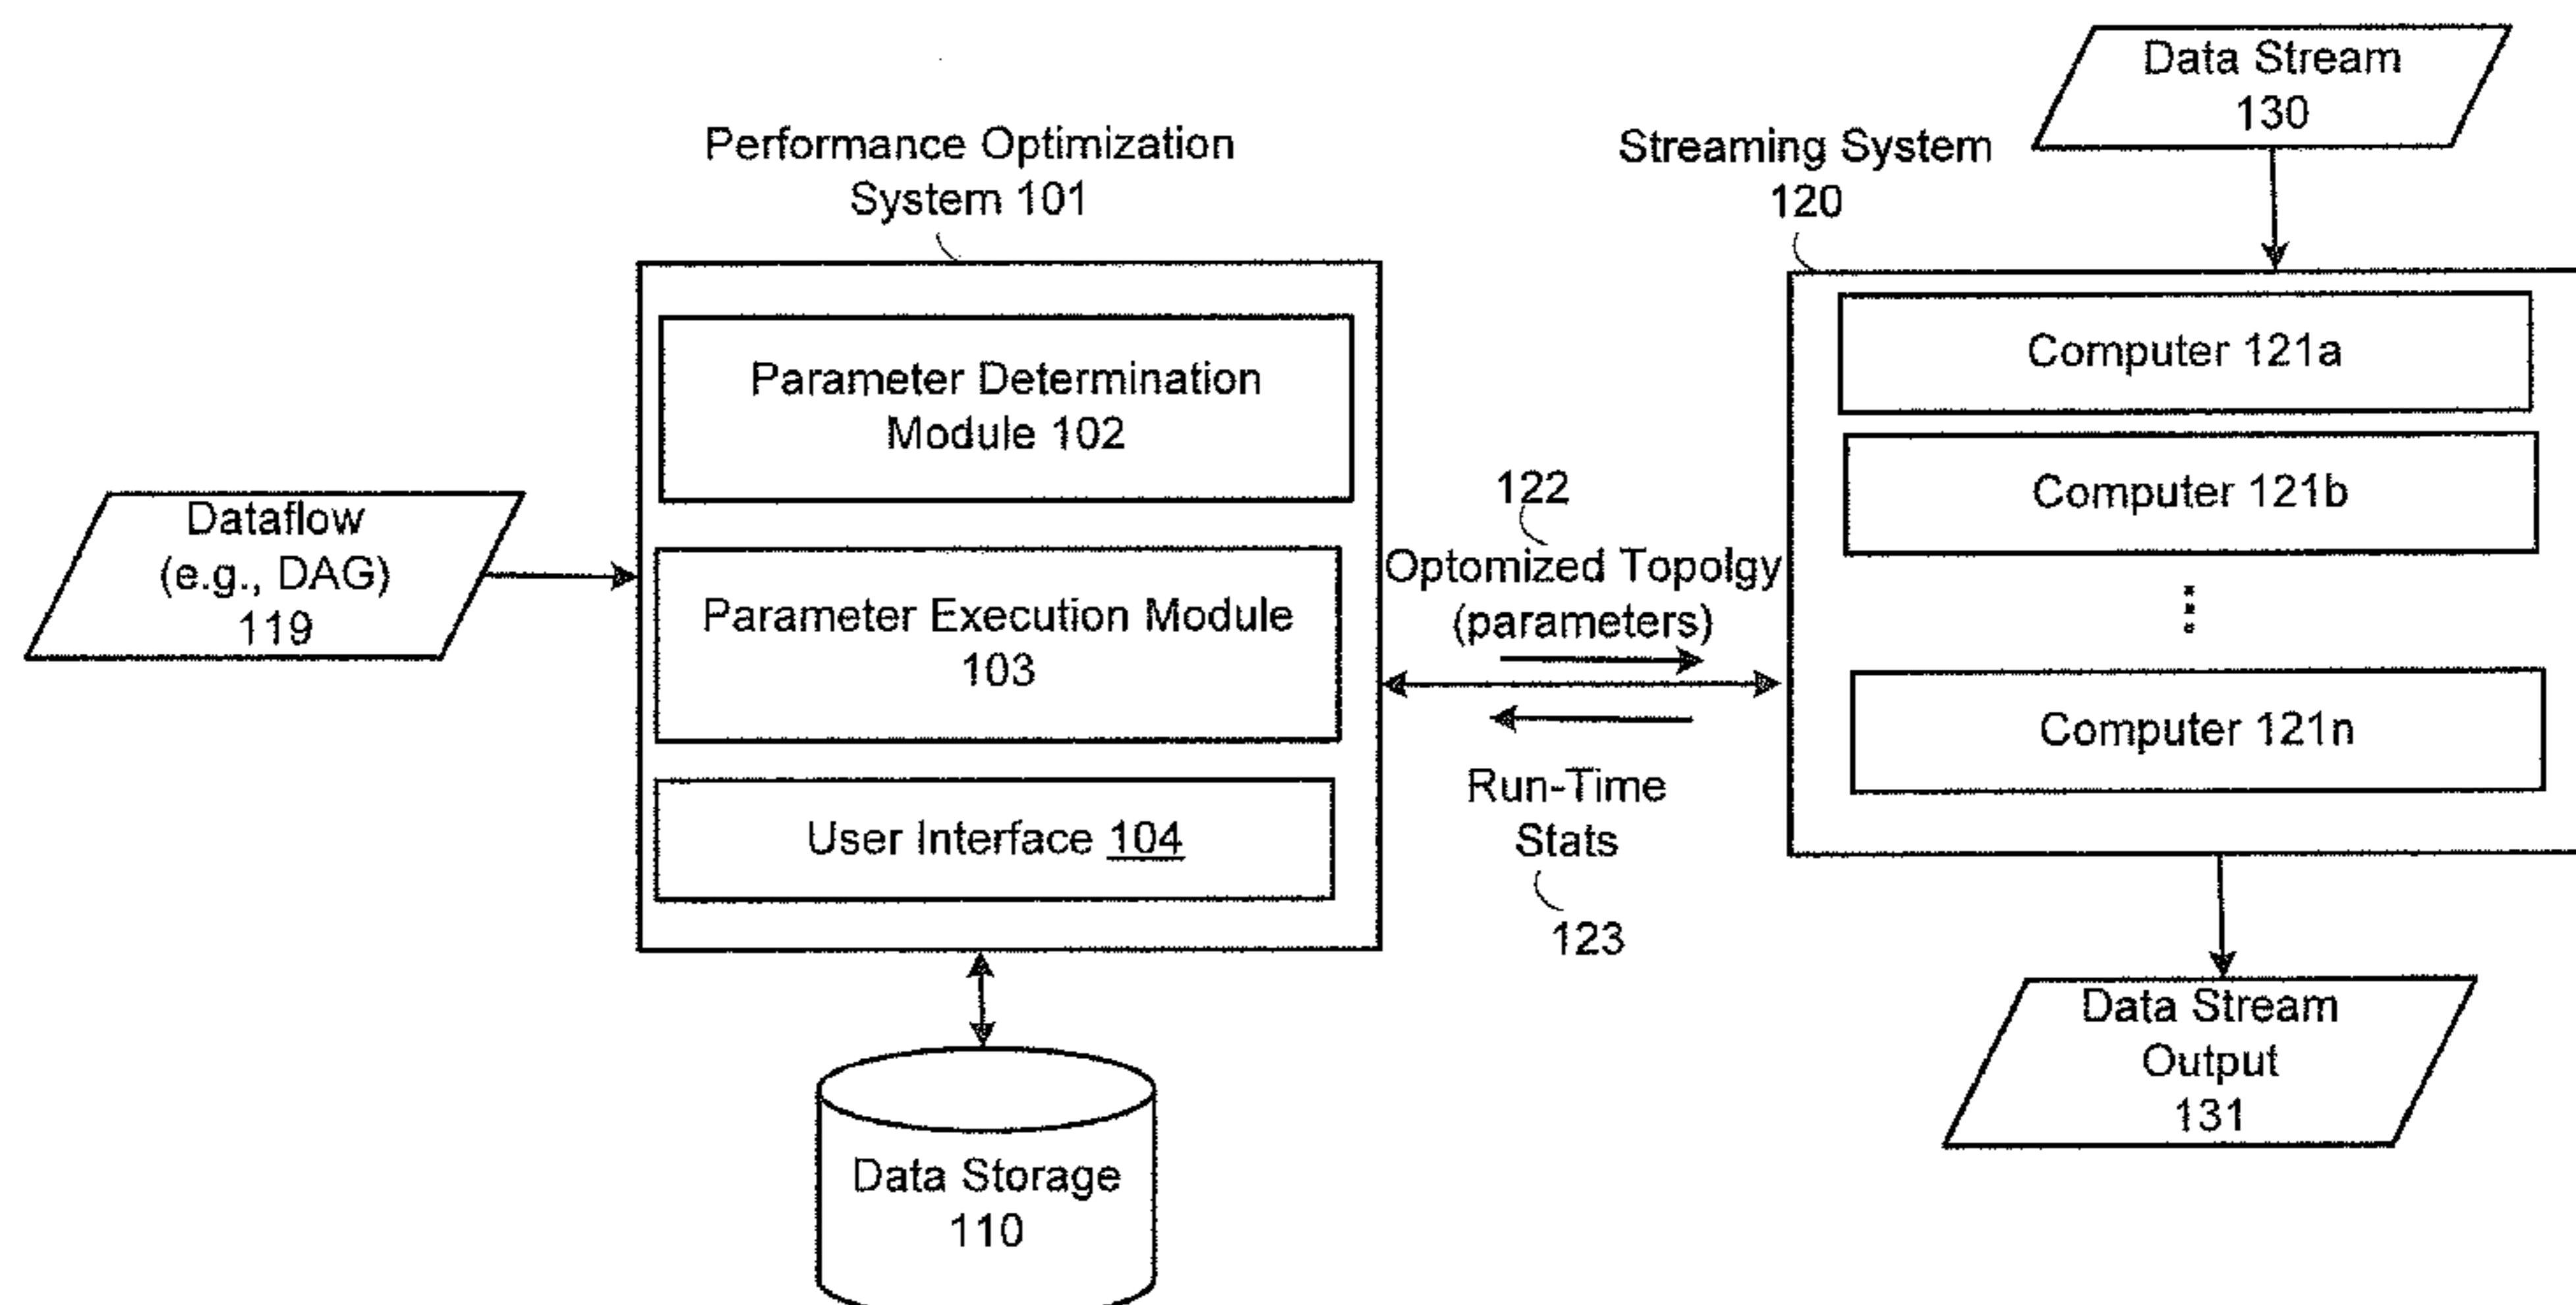 Data Stream
130
Performance Optimization
System 101
Streaming System
120
Parameter Determination
Module 102
Computer 121a
Computer 121b
Dataflow
(e.g., DAG)
119
122
Optomized Topolgy
(parameters)
Parameter Execution Module
103
Computer 121n
Run-Time
Stats
123
User Interface 104
Data Stream
Output
131
Data Storage
110